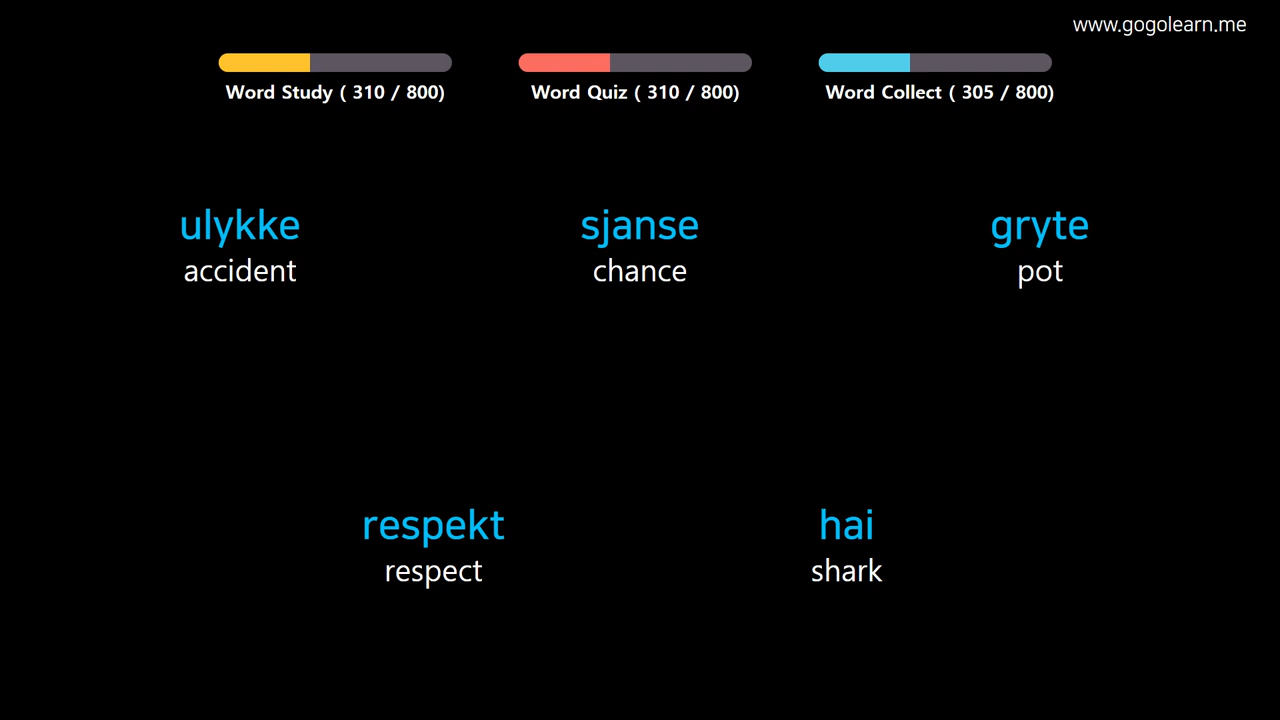 www.gogolearn.me
Word Study ( 310 / 800)
Word Quiz ( 310 / 800)
Word Collect ( 305 / 800)
ulykke
accident
sjanse
chance
gryte
pot
respekt
respect
hai
shark